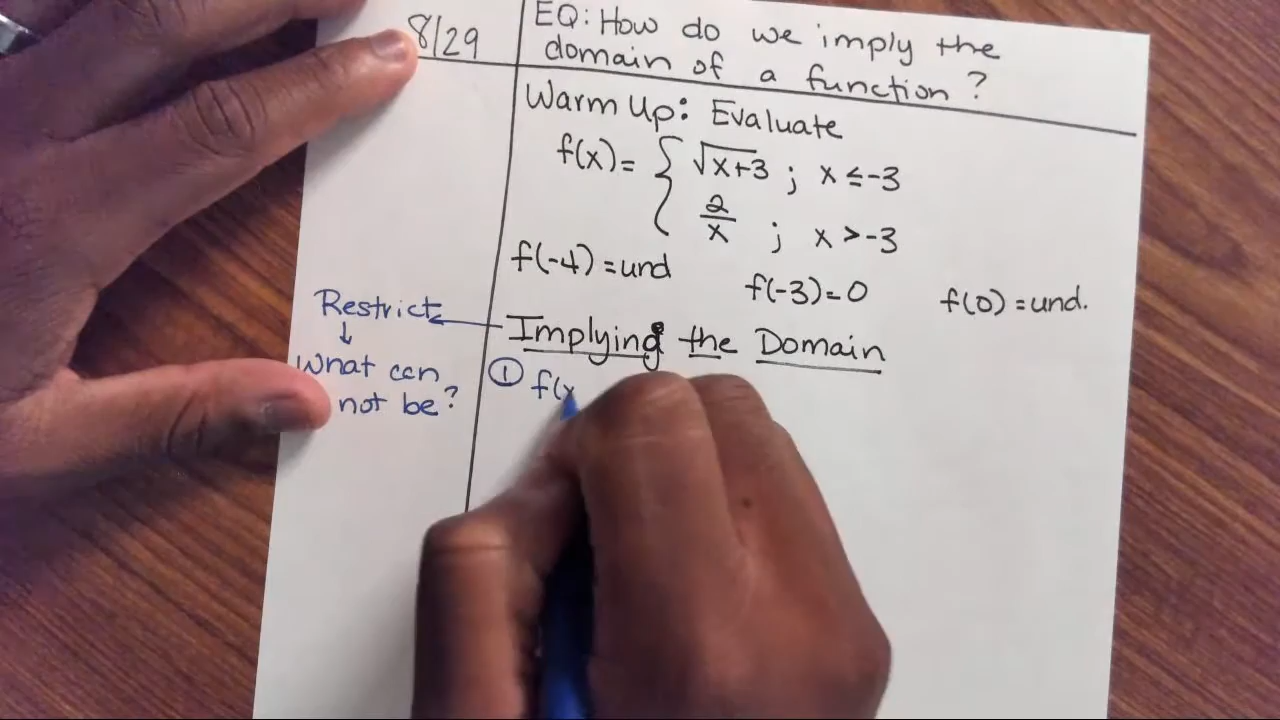 8/29
EQ: How do we imply the
domain of a function?
Warm Up: Evaluate
f(x)= { √x+3 ; x ≤ -3
2/x ; x > -3
f(-4) = und
f(-3) = 0
f(0) = und.
Restrict
↓
What can
not be?
Implying the Domain
① f(x